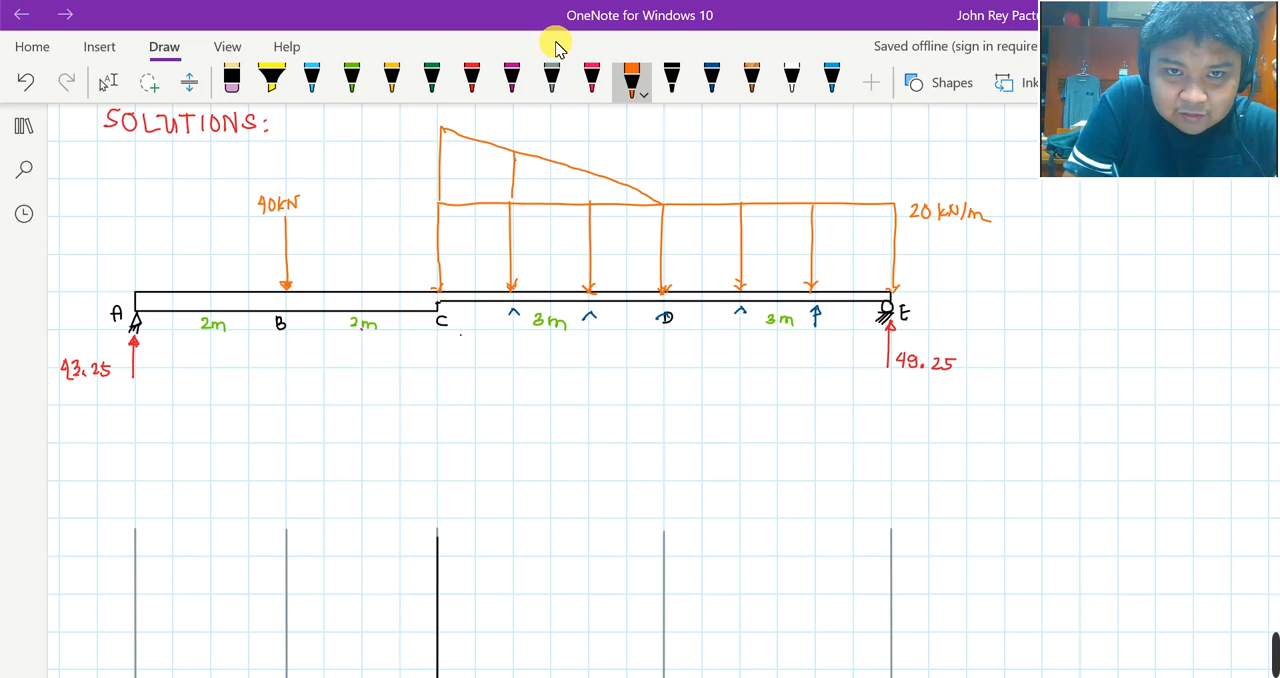 OneNote for Windows 10
John Rey Pactu
Home Insert Draw View Help
Saved offline (sign in require
Shapes
Ink
SOLUTIONS:
40kN
20 kN/m
A 2m B 2m C 3m D 3m E
43.25
49.25